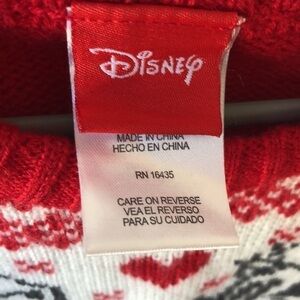 Disney
MADE IN CHINA
HECHO EN CHINA
RN 16435
CARE ON REVERSE
VEA EL REVERSO
PARA SU CUIDADO